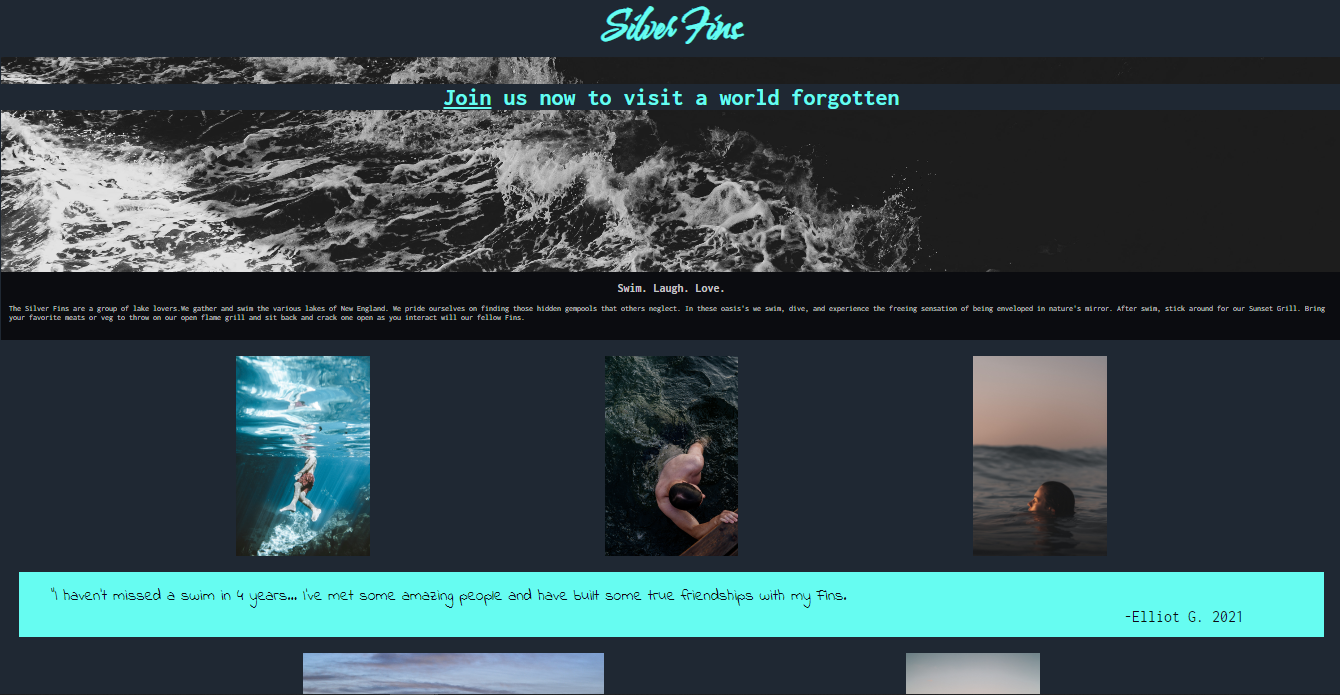 Silver Fins
Join us now to visit a world forgotten
Swim. Laugh. Love.
The Silver Fins are a group of lake lovers.We gather and swim the various lakes of New England. We pride ourselves on finding those hidden gempools that others neglect. In these oasis's we swim, dive, and experience the freeing sensation of being enveloped in nature's mirror. After swim, stick around for our Sunset Grill. Bring
your favorite meats or veg to throw on our open flame grill and sit back and crack one open as you interact will our fellow Fins.
"I haven't missed a swim in 4 years... I've met some amazing people and have built some true friendships with my Fins.
-Elliot G. 2021